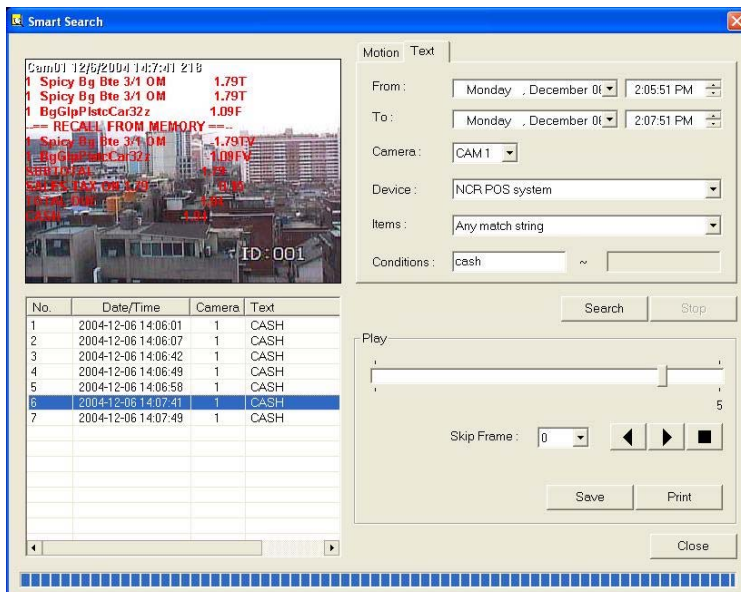 Smart Search
Cam01 12/6/2004 14:7:41 218
1 Spicy Bg Bte 3/1 OM 1.79T
1 Spicy Bg Bte 3/1 OM 1.79T
1 BgGlpPlstcCar32z 1.09F
..== RECALL FROM MEMORY ==..
1 Spicy Bg Bte 3/1 OM -1.79TV
1 BgGlpPlstcCar32z -1.09FV
SUBTOTAL
SALES TAX ON
TOTAL DUE
CASH
ID:001
Motion Text
From : Monday , December 06 2:05:51 PM
To : Monday , December 06 2:07:51 PM
Camera : CAM 1
Device : NCR POS system
Items : Any match string
Conditions : cash ~
Search Stop
No. Date/Time Camera Text
1 2004-12-06 14:06:01 1 CASH
2 2004-12-06 14:06:07 1 CASH
3 2004-12-06 14:06:42 1 CASH
4 2004-12-06 14:06:49 1 CASH
5 2004-12-06 14:06:58 1 CASH
6 2004-12-06 14:07:41 1 CASH
7 2004-12-06 14:07:49 1 CASH
Play
5
Skip Frame : 0
Save Print
Close